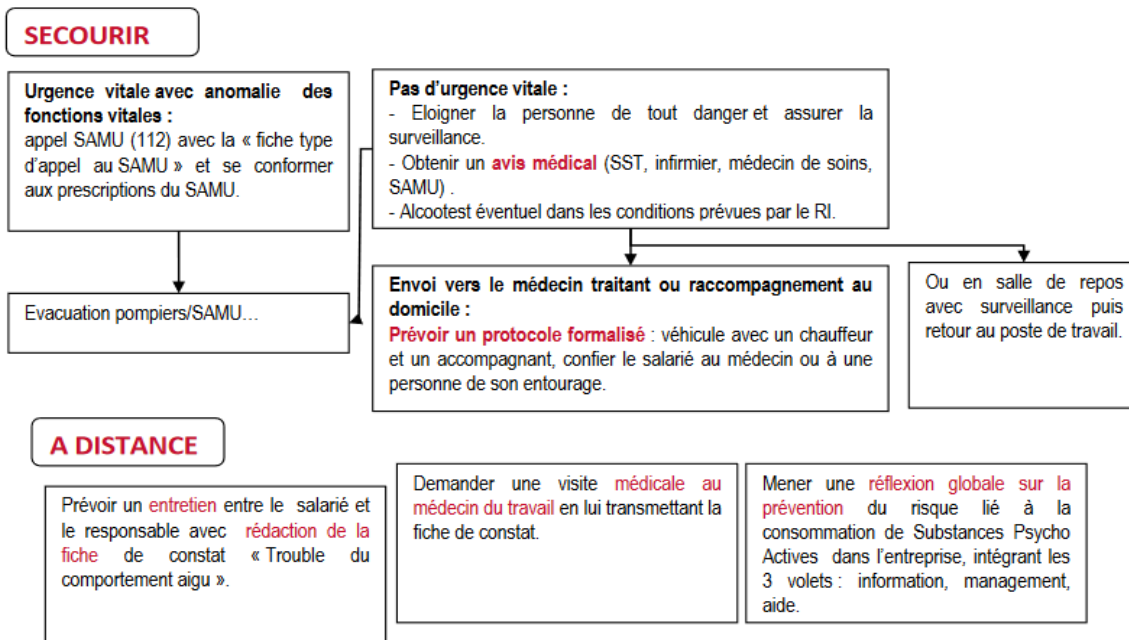 SECOURIR
Urgence vitale avec anomalie des
fonctions vitales :
appel SAMU (112) avec la « fiche type
d'appel au SAMU » et se conformer
aux prescriptions du SAMU.
Pas d'urgence vitale :
- Eloigner la personne de tout danger et assurer la
surveillance.
- Obtenir un avis médical (SST, infirmier, médecin de soins,
SAMU) .
- Alcootest éventuel dans les conditions prévues par le RI.
Evacuation pompiers/SAMU…
Envoi vers le médecin traitant ou raccompagnement au
domicile :
Prévoir un protocole formalisé : véhicule avec un chauffeur
et un accompagnant, confier le salarié au médecin ou à une
personne de son entourage.
Ou en salle de repos
avec surveillance puis
retour au poste de travail.
A DISTANCE
Prévoir un entretien entre le salarié et
le responsable avec rédaction de la
fiche de constat « Trouble du
comportement aigu ».
Demander une visite médicale au
médecin du travail en lui transmettant la
fiche de constat.
Mener une réflexion globale sur la
prévention du risque lié à la
consommation de Substances Psycho
Actives dans l'entreprise, intégrant les
3 volets : information, management,
aide.